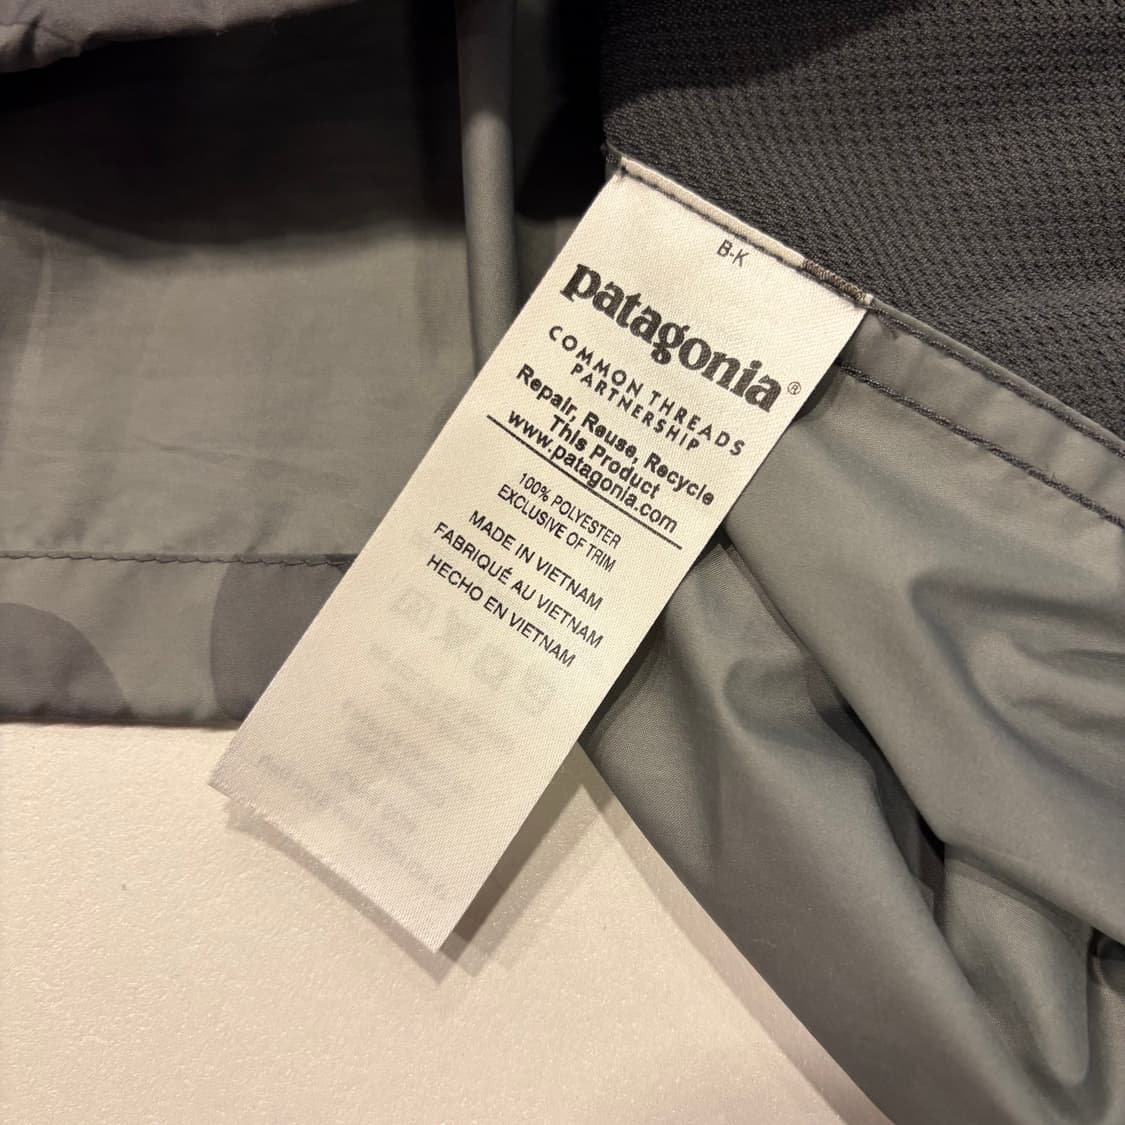 B-K
patagonia®
COMMON THREADS
PARTNERSHIP
Repair, Reuse, Recycle
This Product
www.patagonia.com
100% POLYESTER
EXCLUSIVE OF TRIM
MADE IN VIETNAM
FABRIQUÉ AU VIETNAM
HECHO EN VIETNAM